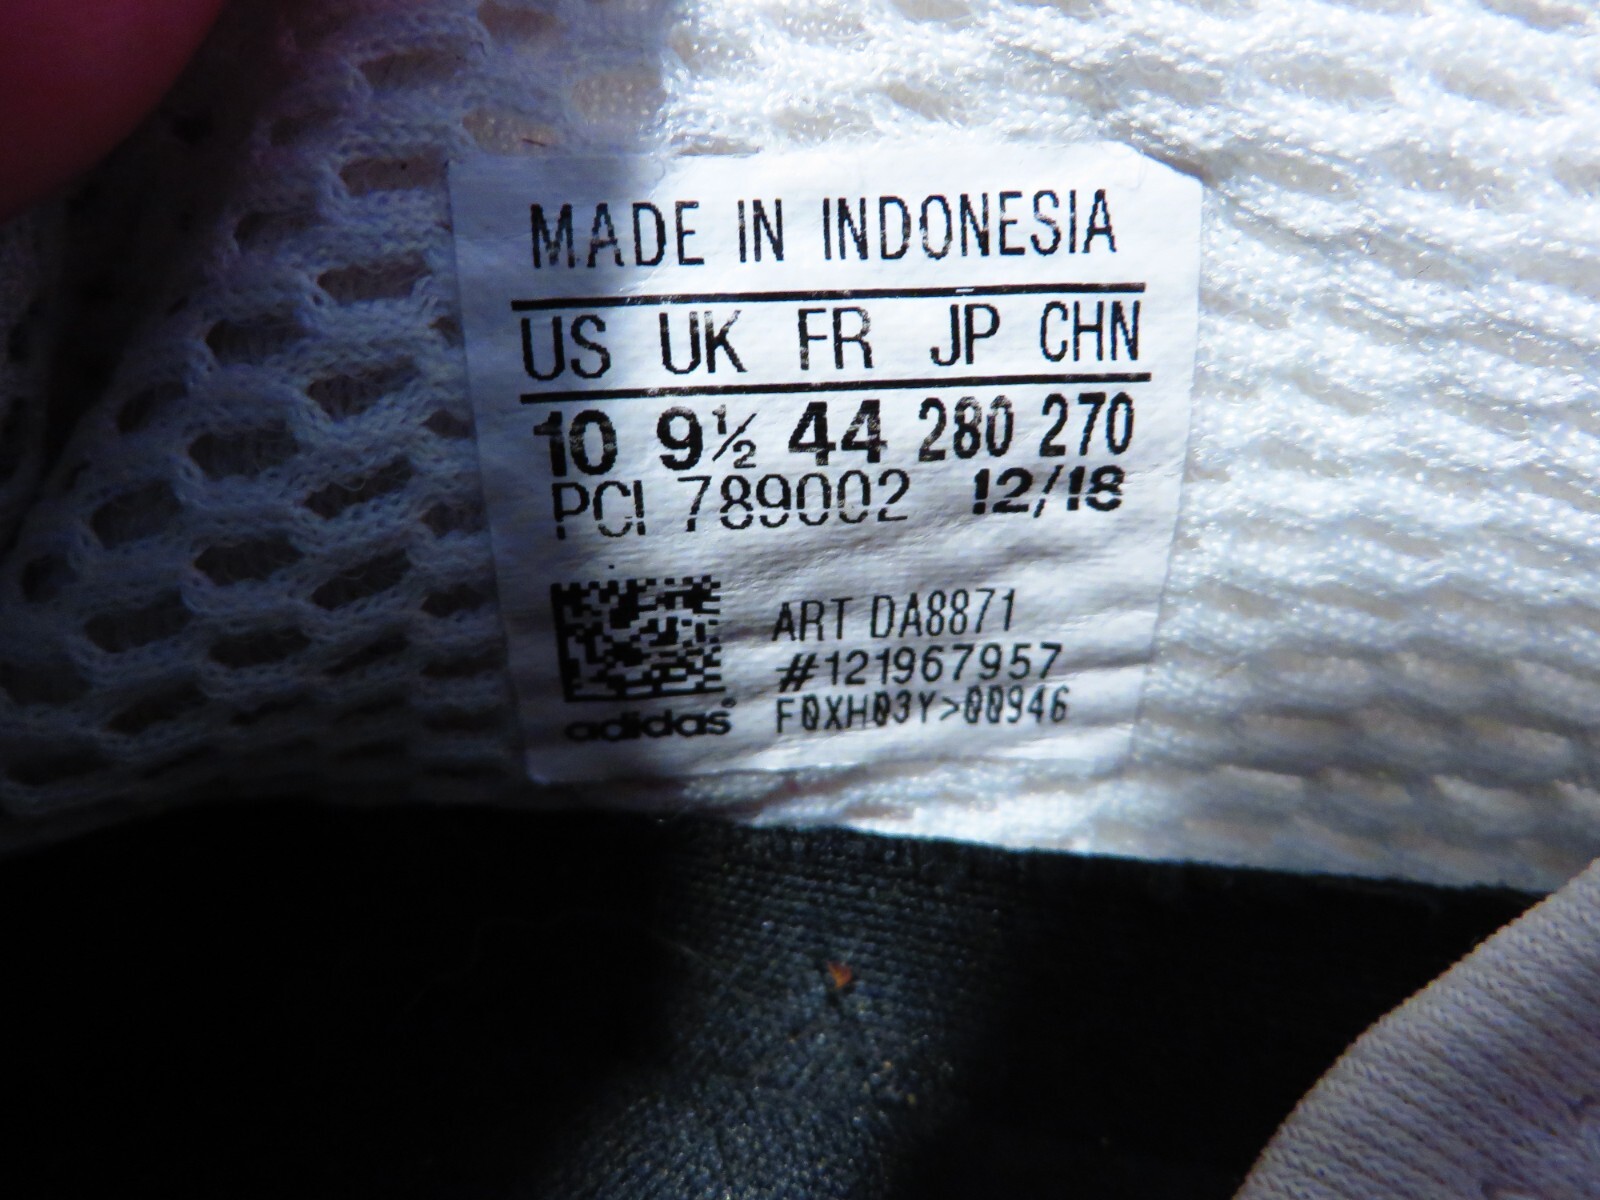 MADE IN INDONESIA
US UK FR JP CHN
10 9½ 44 280 270
PCI 789002 12/18
ART DA8871
#121967957
F0XH03Y>00946
adidas®